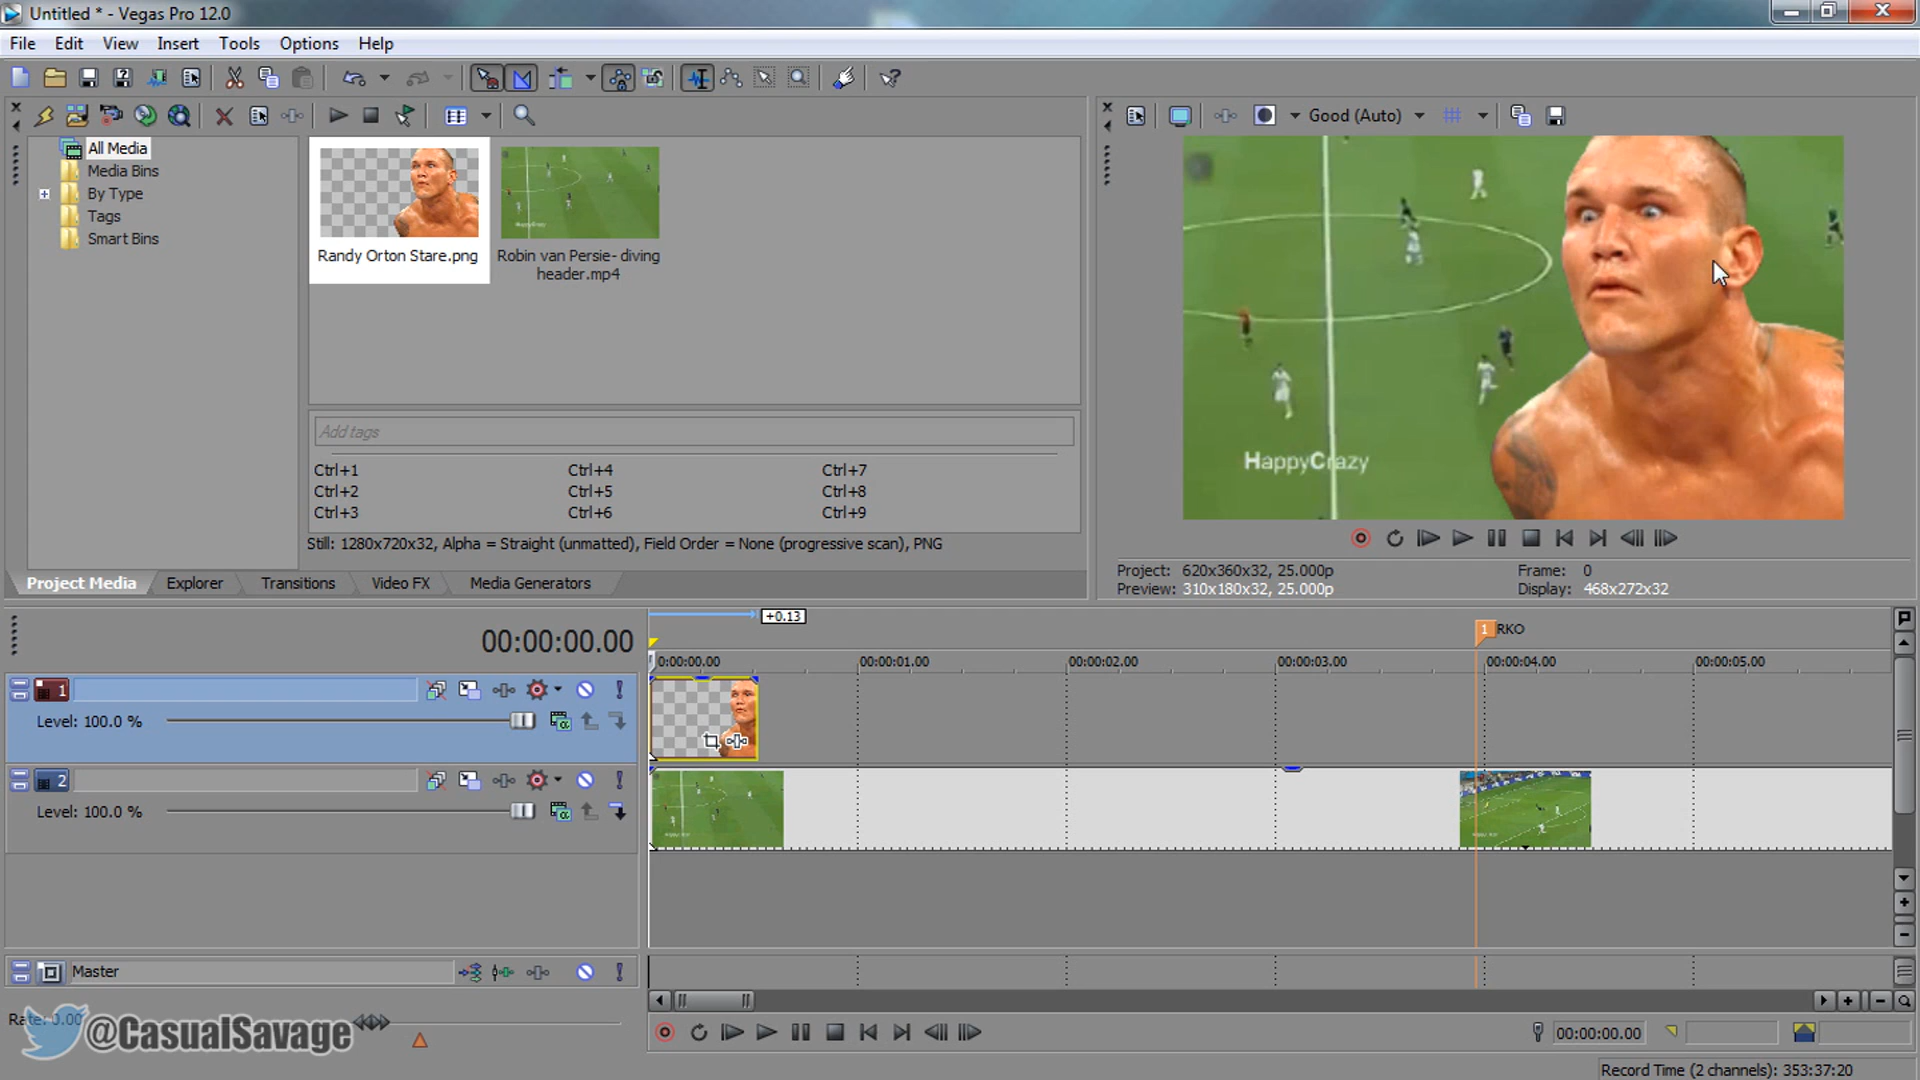 Untitled * - Vegas Pro 12.0
File Edit View Insert Tools Options Help
Good (Auto)
All Media
Media Bins
By Type
Tags
Smart Bins
Randy Orton Stare.png
Robin van Persie- diving
header.mp4
Add tags
Ctrl+1 Ctrl+4 Ctrl+7
Ctrl+2 Ctrl+5 Ctrl+8
Ctrl+3 Ctrl+6 Ctrl+9
Still: 1280x720x32, Alpha = Straight (unmatted), Field Order = None (progressive scan), PNG
Project Media Explorer Transitions Video FX Media Generators
HappyCrazy
Project: 620x360x32, 25.000p Frame: 0
Preview: 310x180x32, 25.000p Display: 468x272x32
+0.13
00:00:00.00
1 RKO
0:00:00.00 00:00:01.00 00:00:02.00 00:00:03.00 00:00:04.00 00:00:05.00
1
Level: 100.0 %
2
Level: 100.0 %
Master
Rate: 0.00
@CasualSavage
00:00:00.00
Record Time (2 channels): 353:37:20